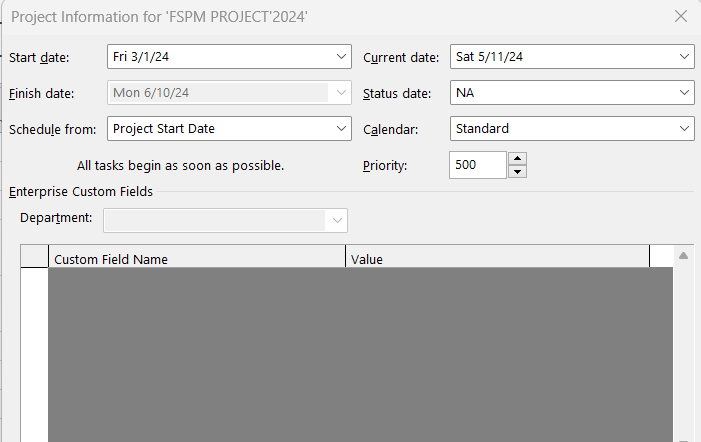 Project Information for 'FSPM PROJECT'2024'
Start date: Fri 3/1/24 Current date: Sat 5/11/24
Finish date: Mon 6/10/24 Status date: NA
Schedule from: Project Start Date Calendar: Standard
All tasks begin as soon as possible. Priority: 500
Enterprise Custom Fields
Department:
Custom Field Name Value